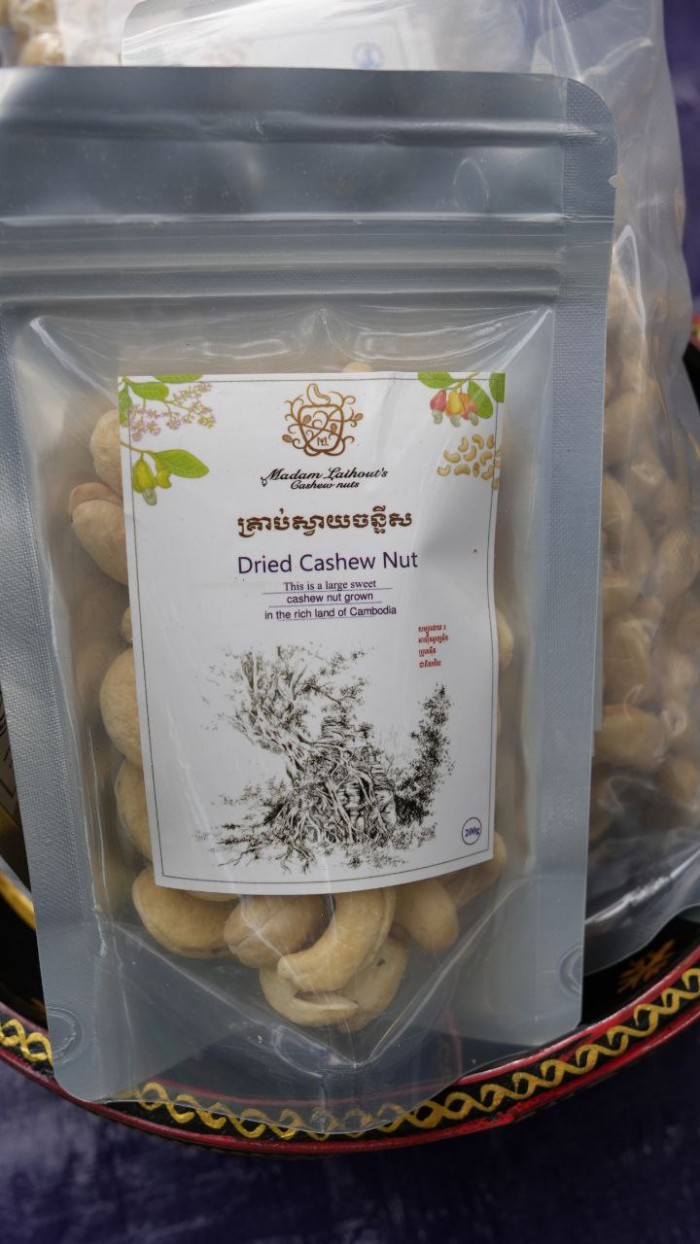 Madam Laihout's
Cashew nuts
គ្រាប់ស្វាយចន្ទីស
Dried Cashew Nut
This is a large sweet
cashew nut grown
in the rich land of Cambodia
200g